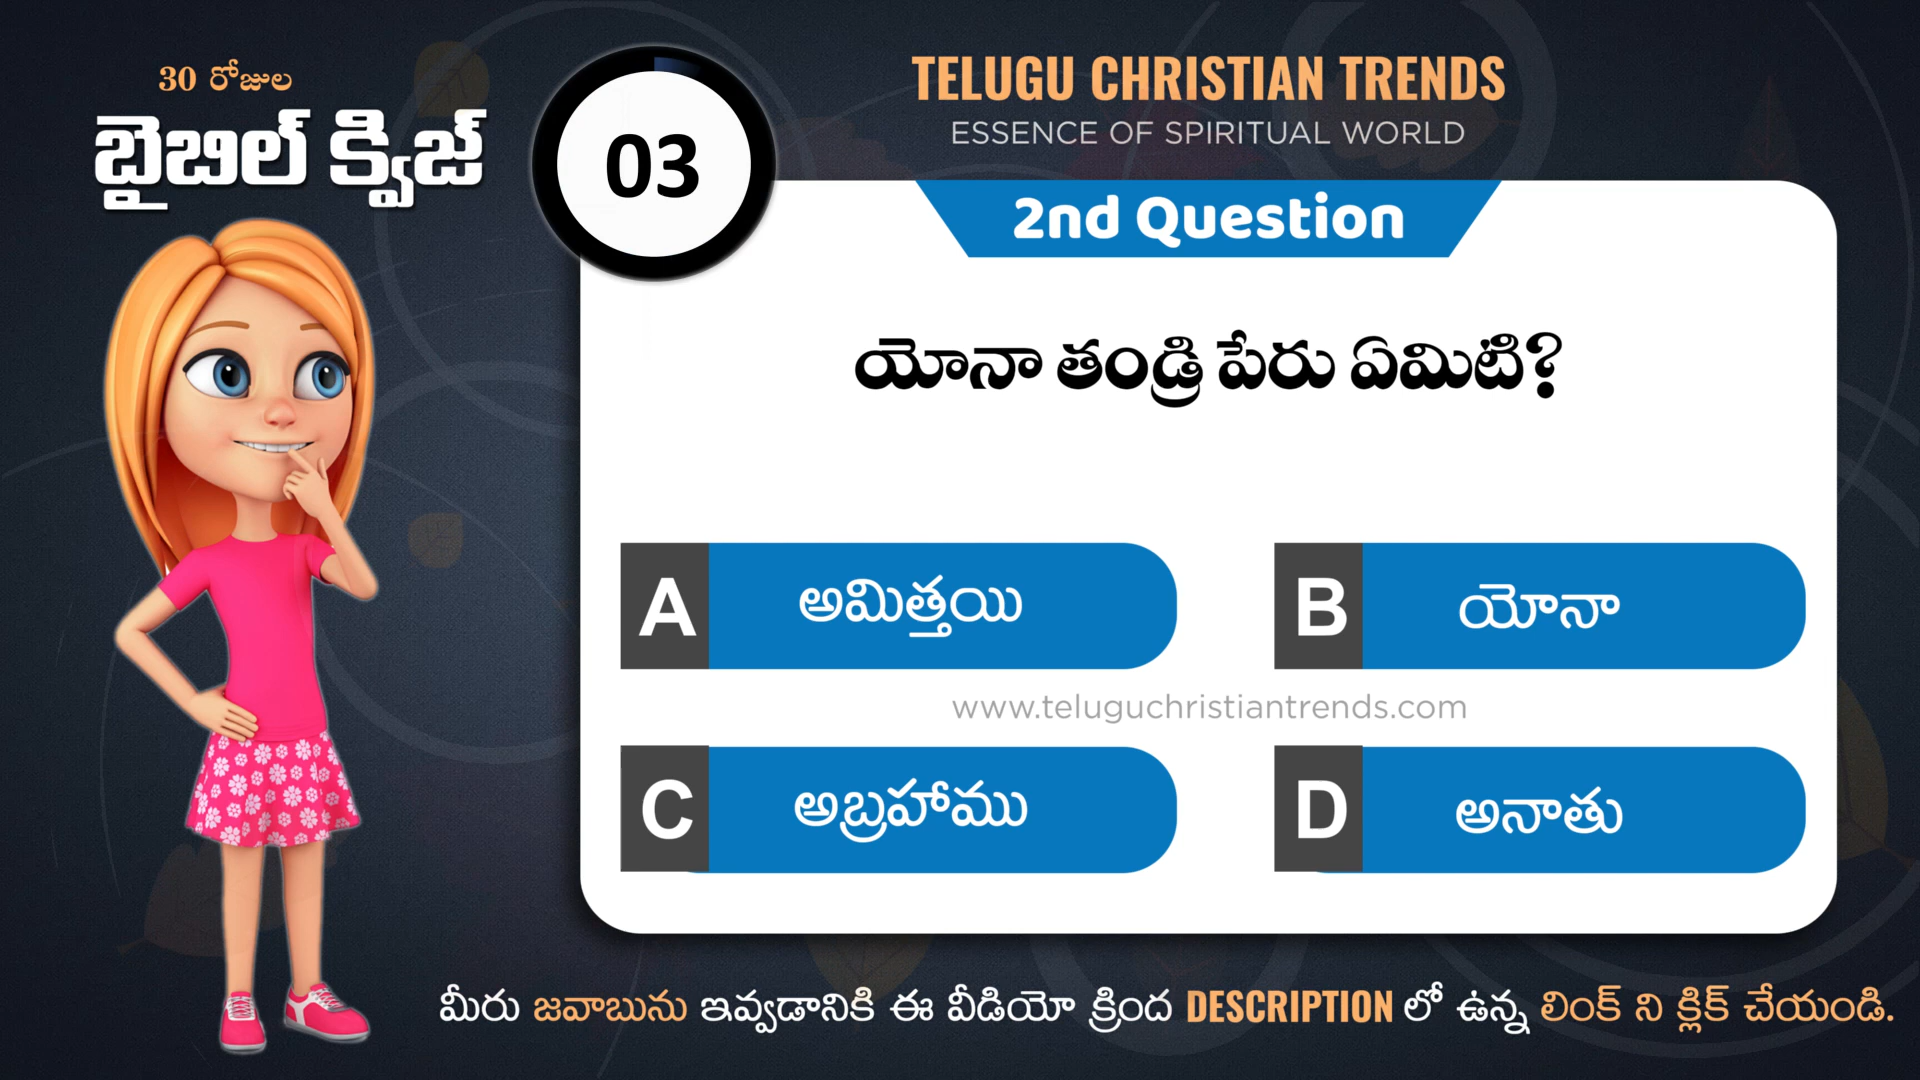 30 రోజుల
బైబిల్ క్విజ్
03
TELUGU CHRISTIAN TRENDS
ESSENCE OF SPIRITUAL WORLD
2nd Question
యోనా తండ్రి పేరు ఏమిటి?
A అమిత్తయి
B యోనా
www.teluguchristiantrends.com
C అబ్రహాము
D అనాతు
మీరు జవాబును ఇవ్వడానికి ఈ వీడియో క్రింద DESCRIPTION లో ఉన్న లింక్ ని క్లిక్ చేయండి.